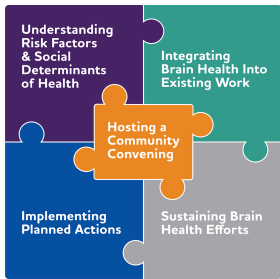 Understanding
Risk Factors
& Social
Determinants
of Health
Integrating
Brain Health Into
Existing Work
Hosting a
Community
Convening
Implementing
Planned Actions
Sustaining Brain
Health Efforts